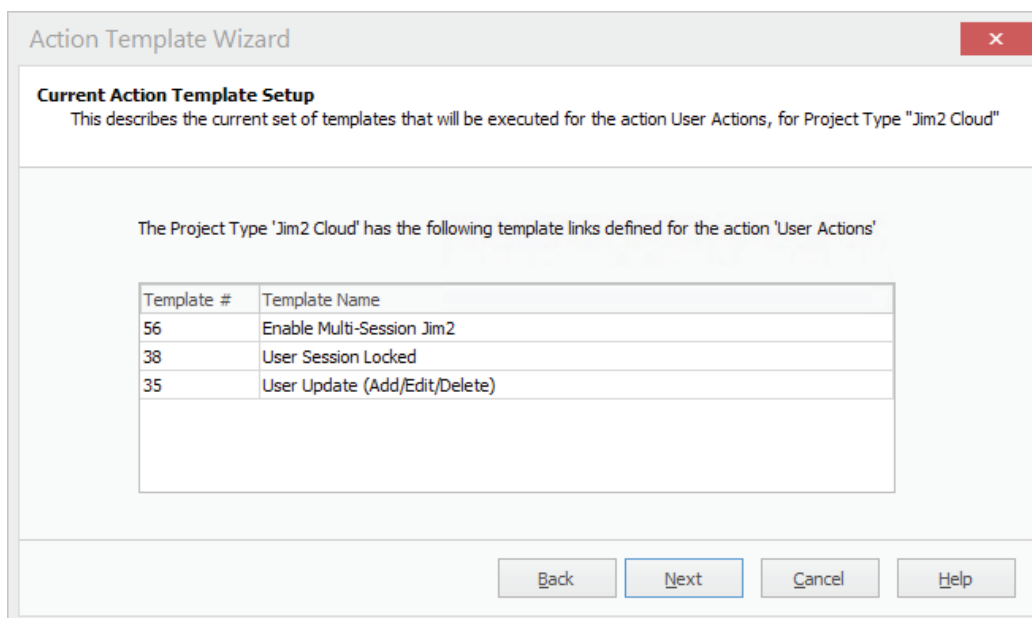 Action Template Wizard
Current Action Template Setup
This describes the current set of templates that will be executed for the action User Actions, for Project Type "Jim2 Cloud"
The Project Type 'Jim2 Cloud' has the following template links defined for the action 'User Actions'
Template # Template Name
56 Enable Multi-Session Jim2
38 User Session Locked
35 User Update (Add/Edit/Delete)
Back Next Cancel Help